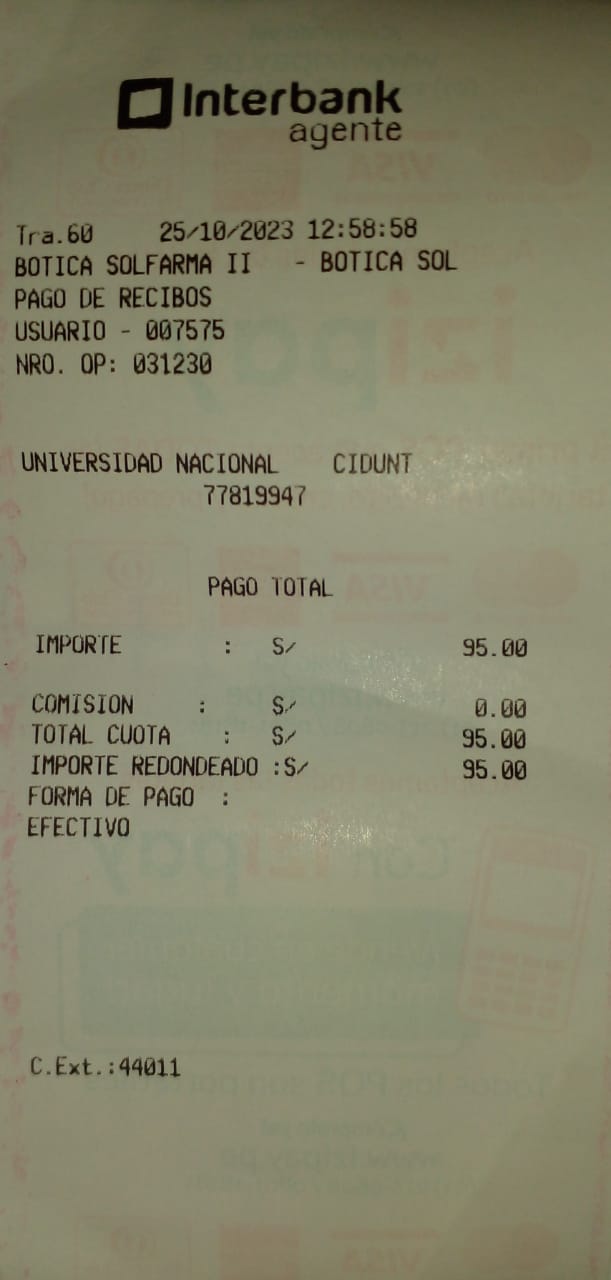 Interbank
agente
Tra.60 25/10/2023 12:58:58
BOTICA SOLFARMA II - BOTICA SOL
PAGO DE RECIBOS
USUARIO - 007575
NRO. OP: 031230
UNIVERSIDAD NACIONAL CIDUNT
77819947
PAGO TOTAL
IMPORTE : S/ 95.00
COMISION : S/ 0.00
TOTAL CUOTA : S/ 95.00
IMPORTE REDONDEADO :S/ 95.00
FORMA DE PAGO :
EFECTIVO
C.Ext.:44011